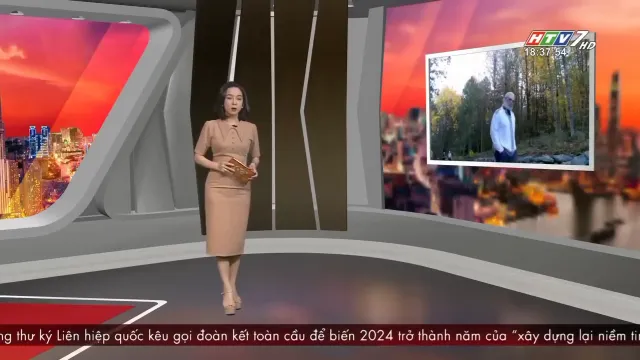 HTV7 HD
18:37:54
ng thư ký Liên hiệp quốc kêu gọi đoàn kết toàn cầu để biến 2024 trở thành năm của “xây dựng lại niềm ti